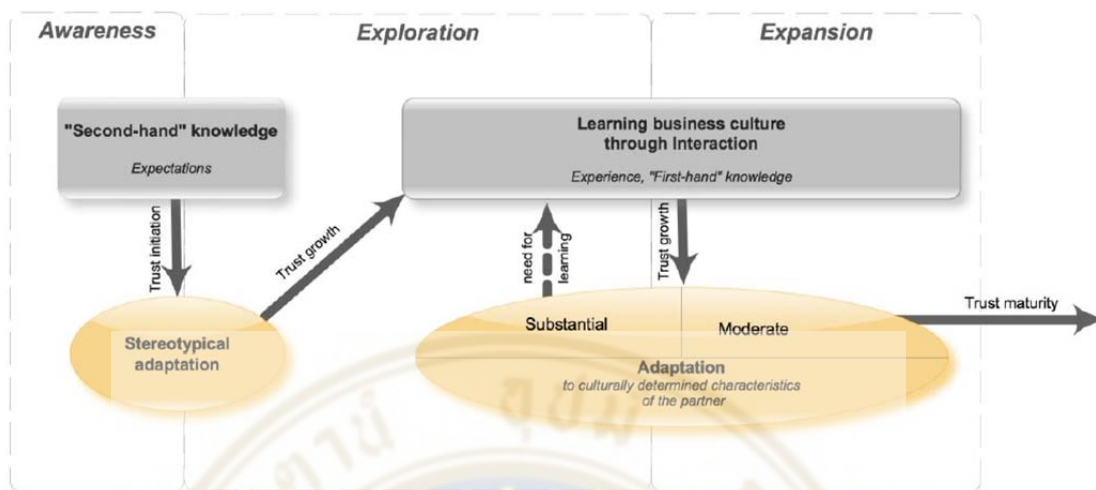 Awareness
Exploration
Expansion
"Second-hand" knowledge
Expectations
Learning business culture
through Interaction
Experience, "First-hand" knowledge
Trust initiation
Trust growth
need for
learning
Trust growth
Stereotypical
adaptation
Substantial
Moderate
Adaptation
to culturally determined characteristics
of the partner
Trust maturity